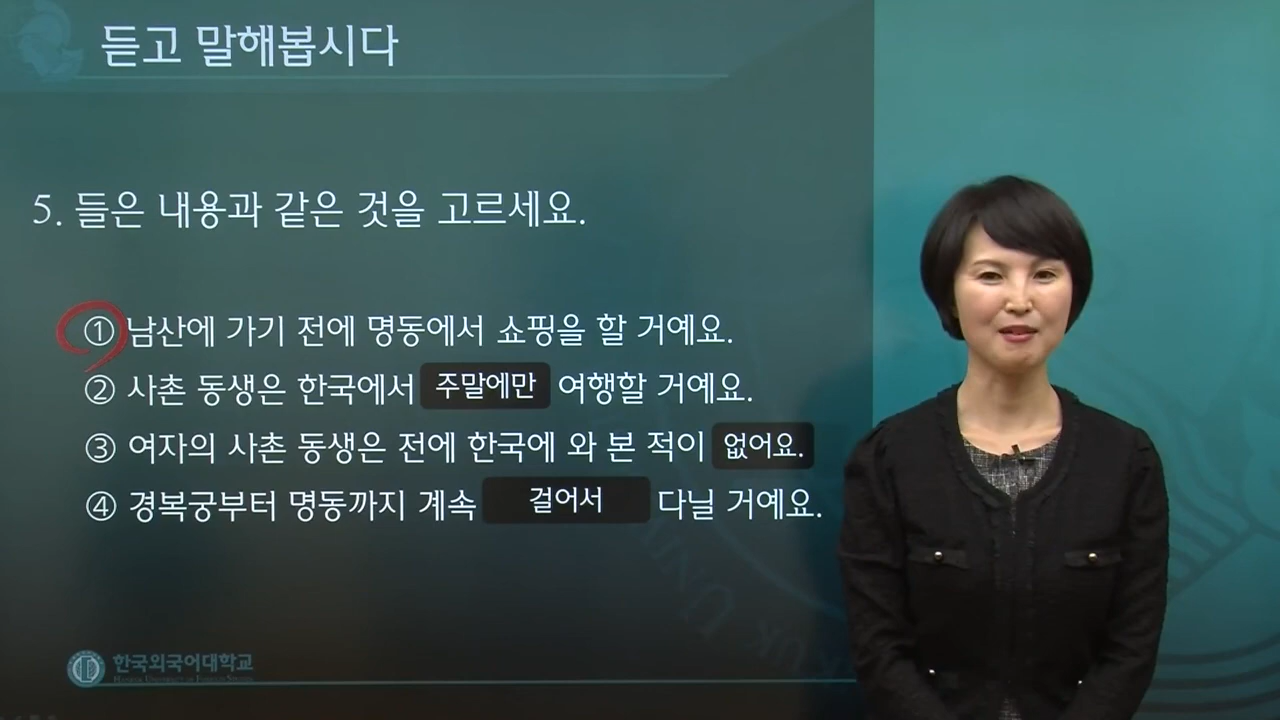 듣고 말해봅시다
5. 들은 내용과 같은 것을 고르세요.
① 남산에 가기 전에 명동에서 쇼핑을 할 거예요.
② 사촌 동생은 한국에서 주말에만 여행할 거예요.
③ 여자의 사촌 동생은 전에 한국에 와 본 적이 없어요.
④ 경복궁부터 명동까지 계속 걸어서 다닐 거예요.
한국외국어대학교
Hankuk University of Foreign Studies